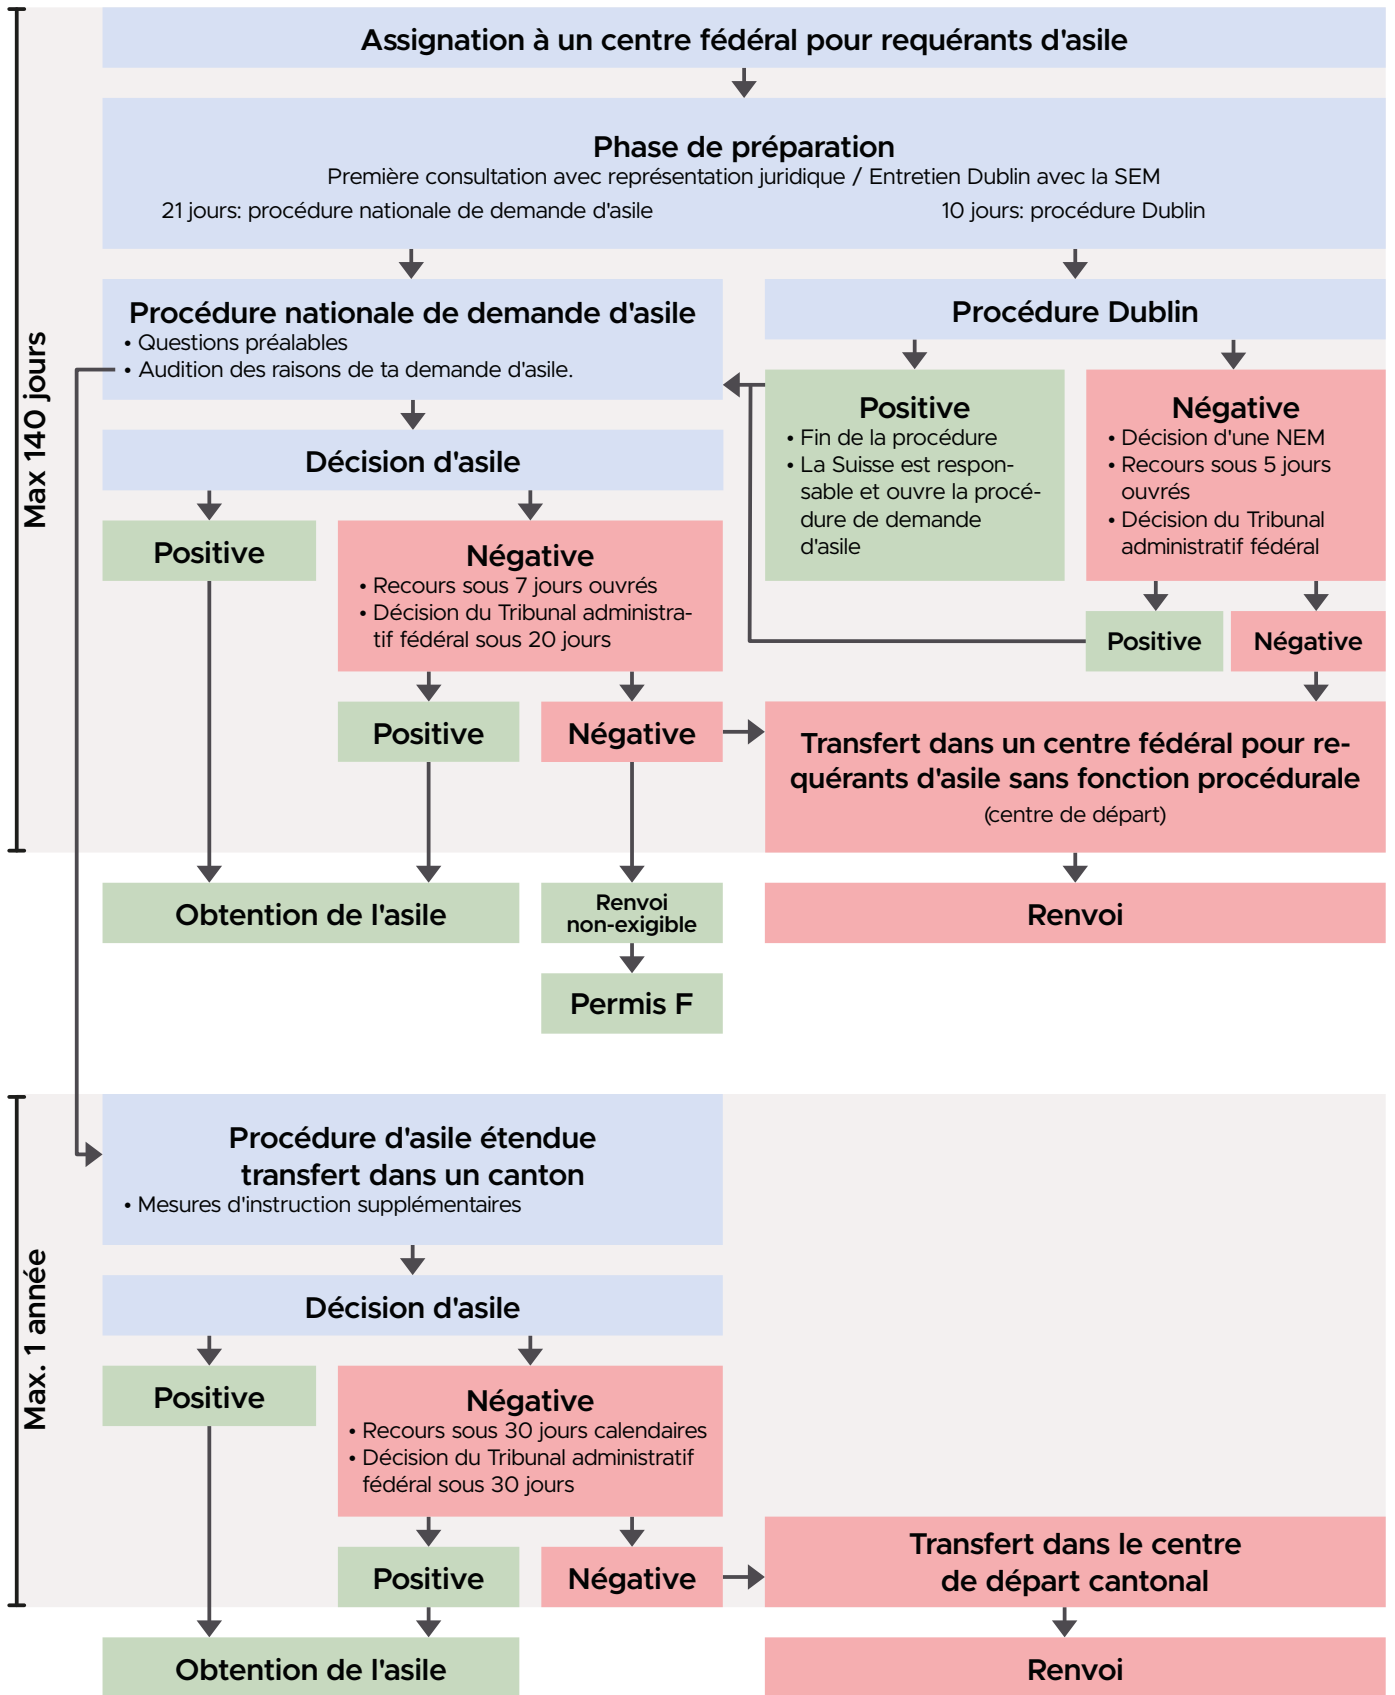 Max 140 jours
Assignation à un centre fédéral pour requérants d'asile
Phase de préparation
Première consultation avec représentation juridique / Entretien Dublin avec la SEM
21 jours: procédure nationale de demande d'asile
10 jours: procédure Dublin
Procédure nationale de demande d'asile
• Questions préalables
• Audition des raisons de ta demande d'asile.
Procédure Dublin
Positive
• Fin de la procédure
• La Suisse est respon-
sable et ouvre la procé-
dure de demande
d'asile
Négative
• Décision d'une NEM
• Recours sous 5 jours
ouvrés
• Décision du Tribunal
administratif fédéral
Décision d'asile
Positive
Négative
• Recours sous 7 jours ouvrés
• Décision du Tribunal administra-
tif fédéral sous 20 jours
Positive
Négative
Positive
Négative
Transfert dans un centre fédéral pour re-
quérants d'asile sans fonction procédurale
(centre de départ)
Obtention de l'asile
Renvoi
non-exigible
Renvoi
Permis F
Max. 1 année
Procédure d'asile étendue
transfert dans un canton
• Mesures d'instruction supplémentaires
Décision d'asile
Positive
Négative
• Recours sous 30 jours calendaires
• Décision du Tribunal administratif
fédéral sous 30 jours
Positive
Négative
Transfert dans le centre
de départ cantonal
Obtention de l'asile
Renvoi